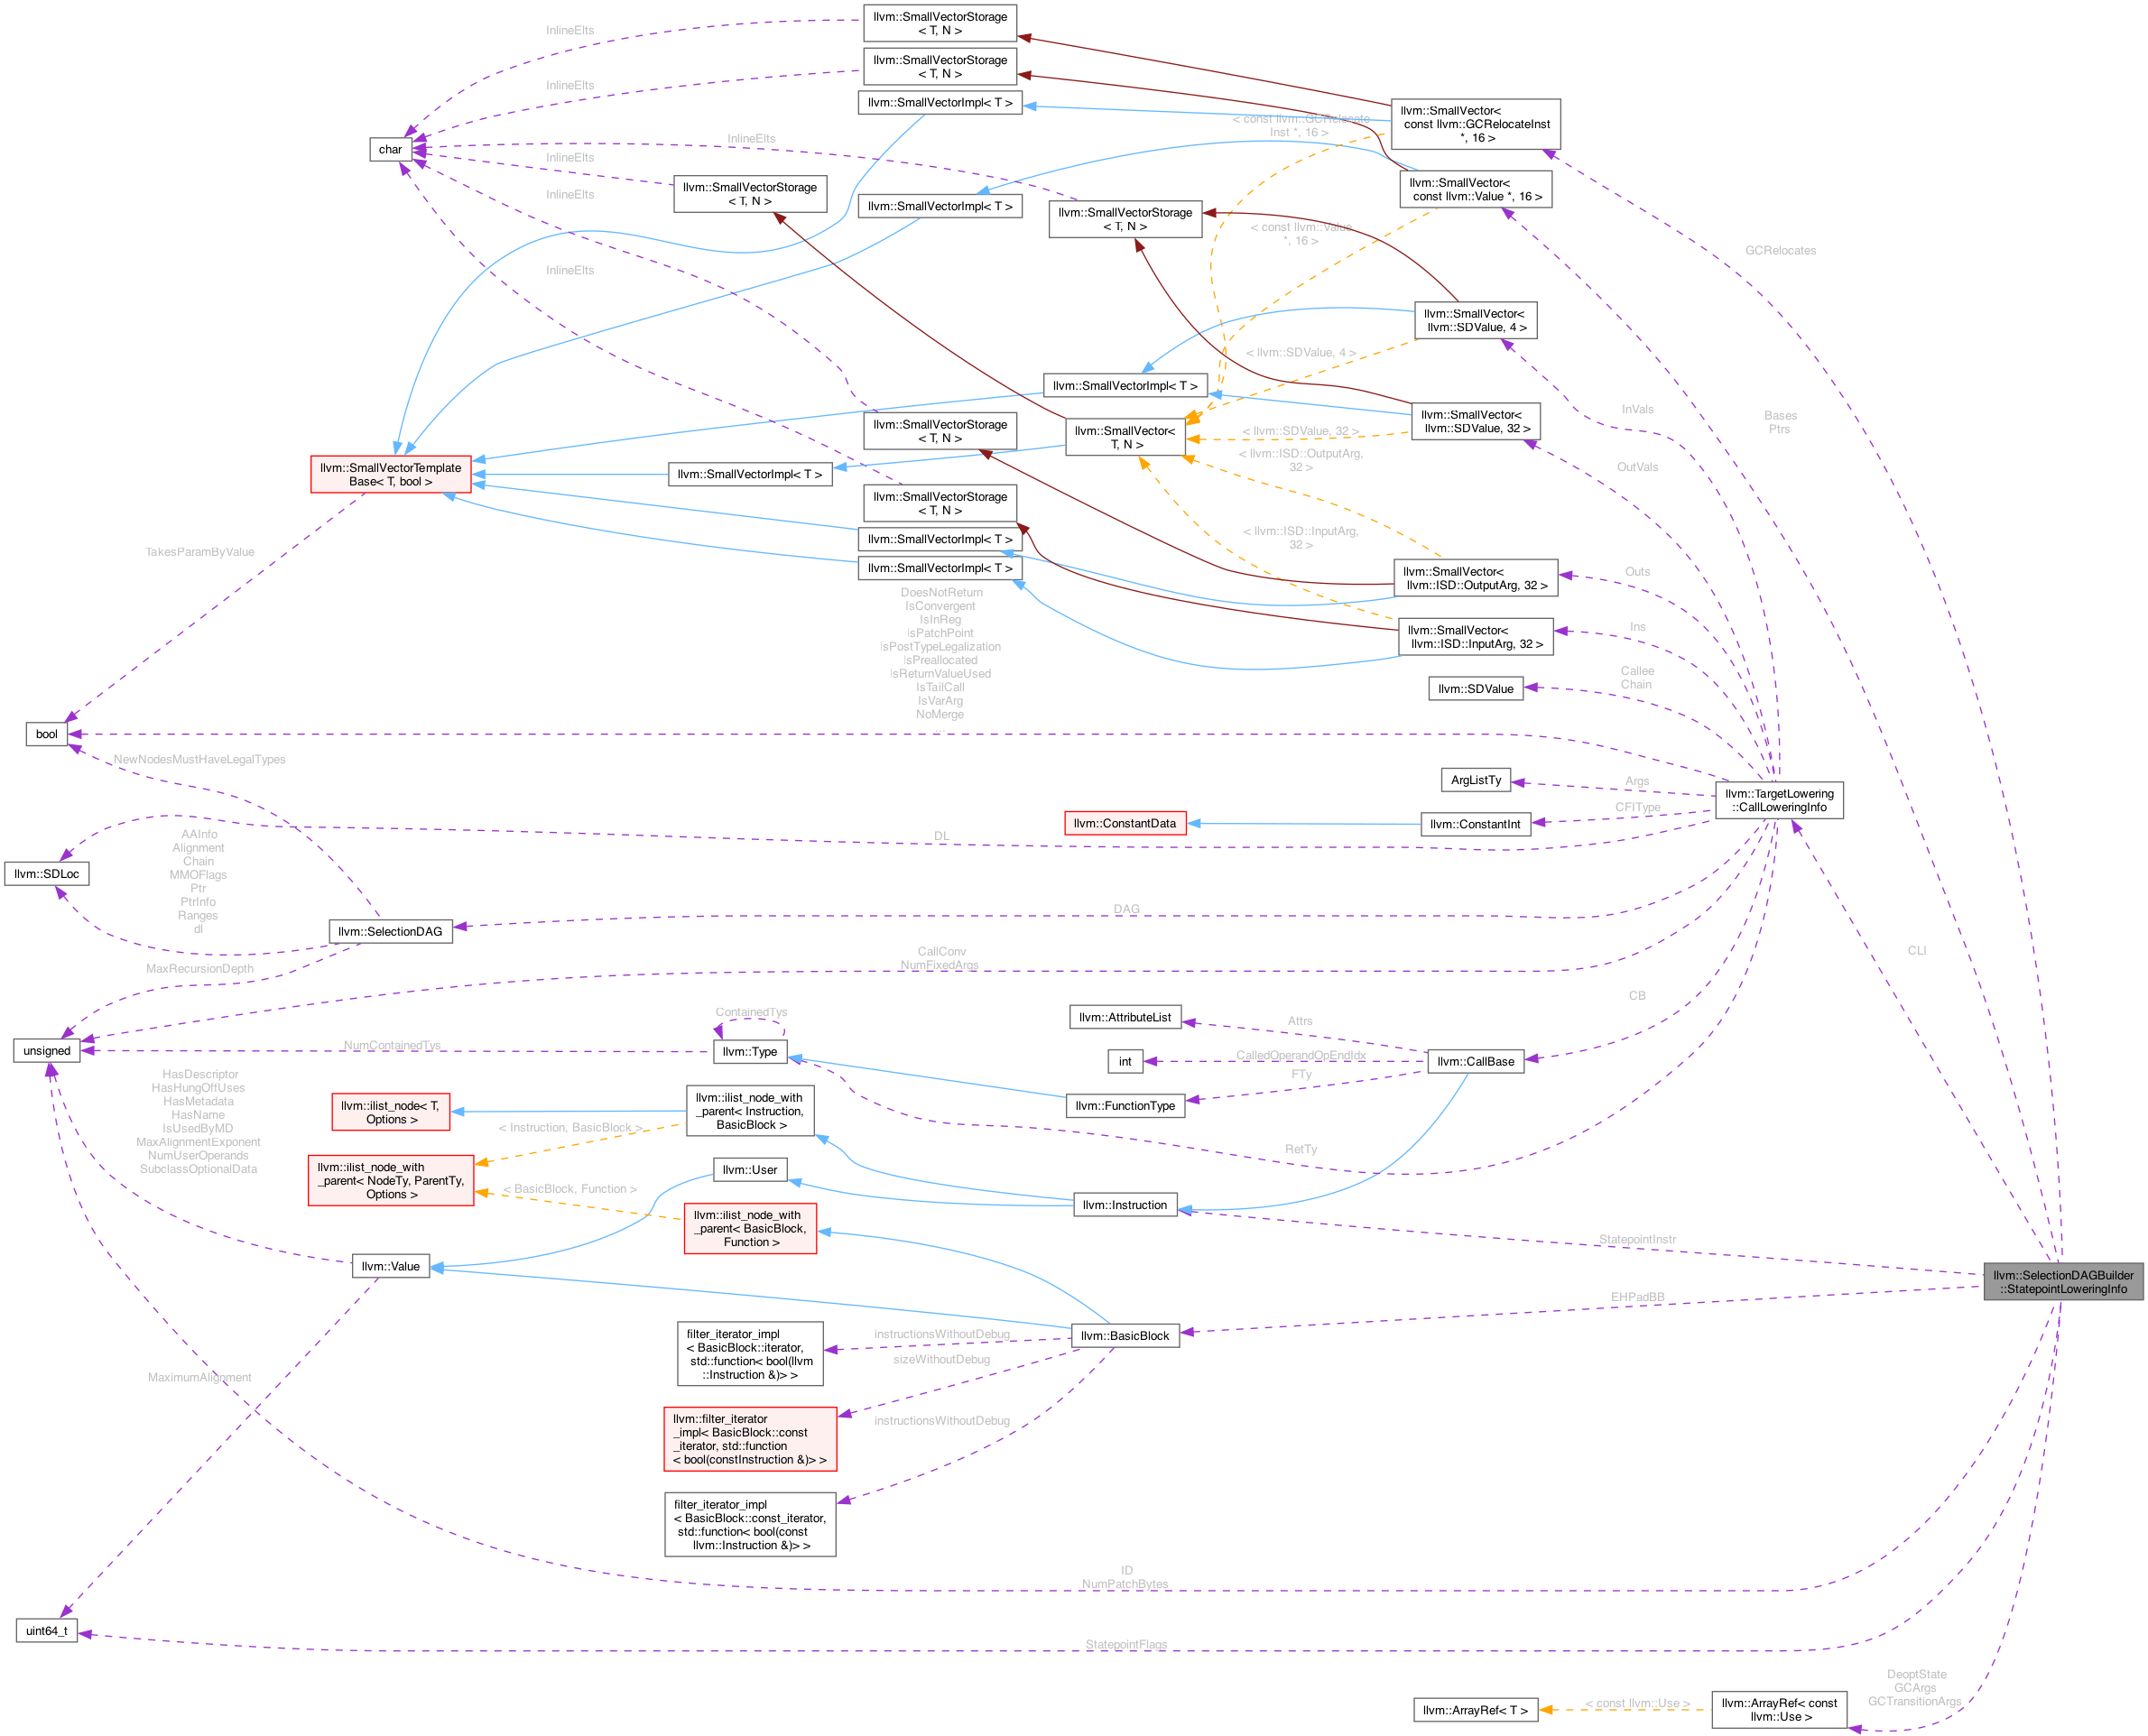 llvm::SmallVectorStorage
< T, N >
InlineElts
llvm::SmallVectorStorage
< T, N >
InlineElts
llvm::SmallVectorImpl< T >
llvm::SmallVector<
const llvm::GCRelocateInst
*, 16 >
< const llvm::GCRelocate
Inst *, 16 >
char
InlineElts
InlineElts
llvm::SmallVectorStorage
< T, N >
InlineElts
llvm::SmallVectorImpl< T >
llvm::SmallVectorStorage
< T, N >
llvm::SmallVector<
const llvm::Value *, 16 >
< const llvm::Value
*, 16 >
GCRelocates
InlineElts
llvm::SmallVector<
llvm::SDValue, 4 >
< llvm::SDValue, 4 >
llvm::SmallVectorImpl< T >
InVals
Bases
Ptrs
llvm::SmallVectorStorage
< T, N >
llvm::SmallVector<
T, N >
< llvm::SDValue, 32 >
llvm::SmallVector<
llvm::SDValue, 32 >
< llvm::ISD::OutputArg,
32 >
OutVals
llvm::SmallVectorTemplate
Base< T, bool >
llvm::SmallVectorImpl< T >
llvm::SmallVectorStorage
< T, N >
llvm::SmallVectorImpl< T >
llvm::SmallVectorImpl< T >
< llvm::ISD::InputArg,
32 >
TakesParamByValue
llvm::SmallVector<
llvm::ISD::OutputArg, 32 >
Outs
DoesNotReturn
IsConvergent
IsInReg
IsPatchPoint
IsPostTypeLegalization
IsPreallocated
IsReturnValueUsed
IsTailCall
IsVarArg
NoMerge
...
llvm::SmallVector<
llvm::ISD::InputArg, 32 >
Ins
llvm::SDValue
Callee
Chain
bool
NewNodesMustHaveLegalTypes
ArgListTy
Args
llvm::TargetLowering
::CallLoweringInfo
llvm::ConstantData
llvm::ConstantInt
CFIType
DL
AAInfo
Alignment
Chain
MMOFlags
Ptr
PtrInfo
Ranges
dl
llvm::SDLoc
llvm::SelectionDAG
DAG
MaxRecursionDepth
CallConv
NumFixedArgs
CLI
CB
unsigned
ContainedTys
NumContainedTys
llvm::Type
llvm::AttributeList
Attrs
int
CalledOperandOpEndIdx
FTy
llvm::CallBase
HasDescriptor
HasHungOffUses
HasMetadata
HasName
IsUsedByMD
MaxAlignmentExponent
NumUserOperands
SubclassOptionalData
llvm::ilist_node< T,
Options >
llvm::ilist_node_with
_parent< Instruction,
BasicBlock >
llvm::FunctionType
< Instruction, BasicBlock >
RetTy
llvm::ilist_node_with
_parent< NodeTy, ParentTy,
Options >
llvm::User
< BasicBlock, Function >
llvm::Instruction
llvm::ilist_node_with
_parent< BasicBlock,
Function >
StatepointInstr
llvm::Value
llvm::SelectionDAGBuilder
::StatepointLoweringInfo
EHPadBB
llvm::BasicBlock
filter_iterator_impl
< BasicBlock::iterator,
std::function< bool(llvm
::Instruction &)> >
instructionsWithoutDebug
sizeWithoutDebug
MaximumAlignment
llvm::filter_iterator
_impl< BasicBlock::const
_iterator, std::function
< bool(constInstruction &)> >
instructionsWithoutDebug
filter_iterator_impl
< BasicBlock::const_iterator,
std::function< bool(const
llvm::Instruction &)> >
ID
NumPatchBytes
uint64_t
StatepointFlags
DeoptState
GCArgs
GCTransitionArgs
llvm::ArrayRef< T >
< const llvm::Use >
llvm::ArrayRef< const
llvm::Use >